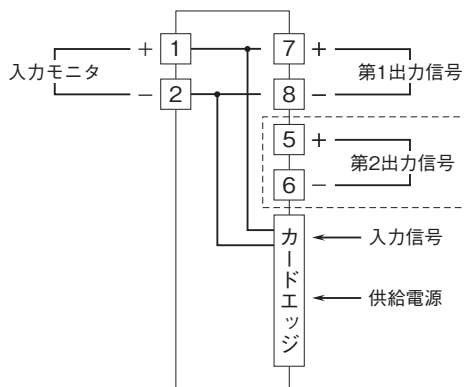 入力モニタ
+ 1
− 2
7 +
8 −
第1出力信号
5 +
6 −
第2出力信号
カードエッジ
入力信号
供給電源